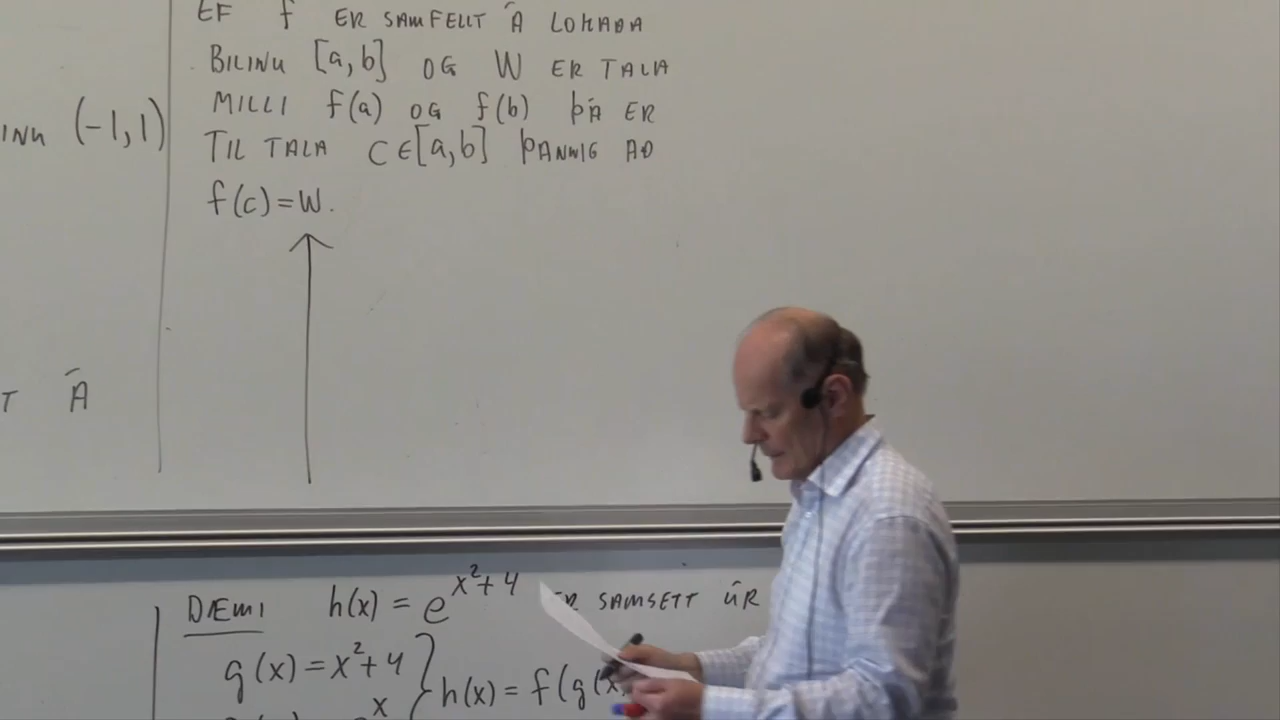 INU (-1,1)
T Á
EF f ER SAMFELLT Á LOKAÐA
BILINU [a,b] OG W ER TALA
MILLI f(a) OG f(b) ÞÁ ER
TIL TALA C∈[a,b] ÞANNIG AÐ
f(c)=W.
DÆMI h(x) = e^{x²+4} ER SAMSETT ÚR
g(x) = x²+4
h(x) = f(g(x
x